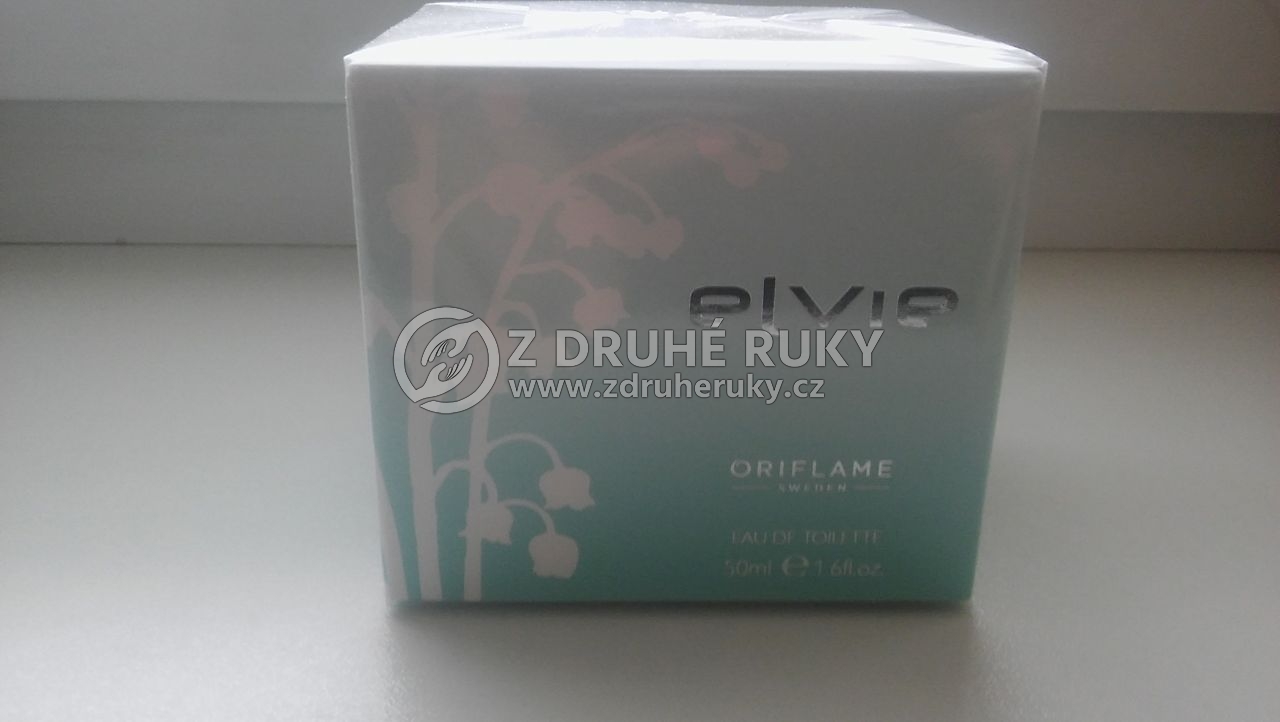 elvie
Z DRUHÉ RUKY
www.zdruheruky.cz
ORIFLAME
SWEDEN
EAU DE TOILETTE
50ml e 1.6fl.oz.